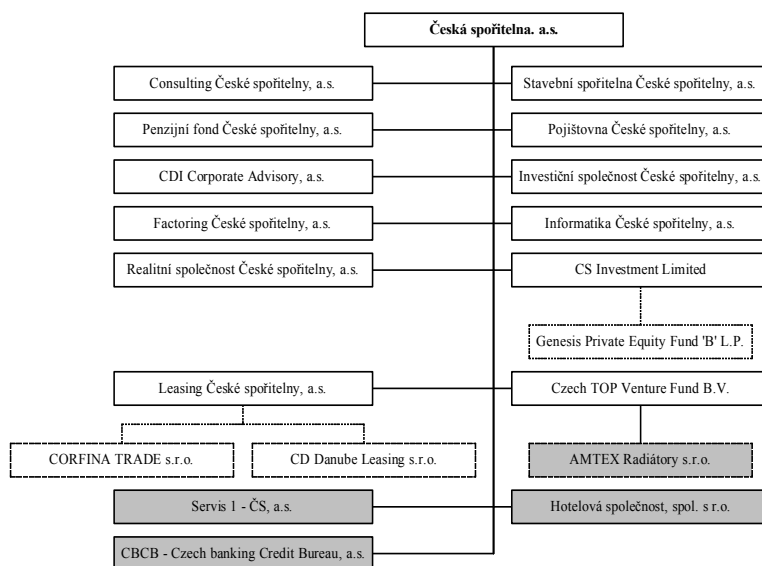 Česká spořitelna. a.s.
Consulting České spořitelny, a.s.
Stavební spořitelna České spořitelny, a.s.
Penzijní fond České spořitelny, a.s.
Pojištovna České spořitelny, a.s.
CDI Corporate Advisory, a.s.
Investiční společnost České spořitelny, a.s.
Factoring České spořitelny, a.s.
Informatika České spořitelny, a.s.
Realitní společnost České spořitelny, a.s.
CS Investment Limited
Genesis Private Equity Fund 'B' L.P.
Leasing České spořitelny, a.s.
Czech TOP Venture Fund B.V.
CORFINA TRADE s.r.o.
CD Danube Leasing s.r.o.
AMTEX Radiátory s.r.o.
Servis 1 - ČS, a.s.
Hotelová společnost, spol. s r.o.
CBCB - Czech banking Credit Bureau, a.s.